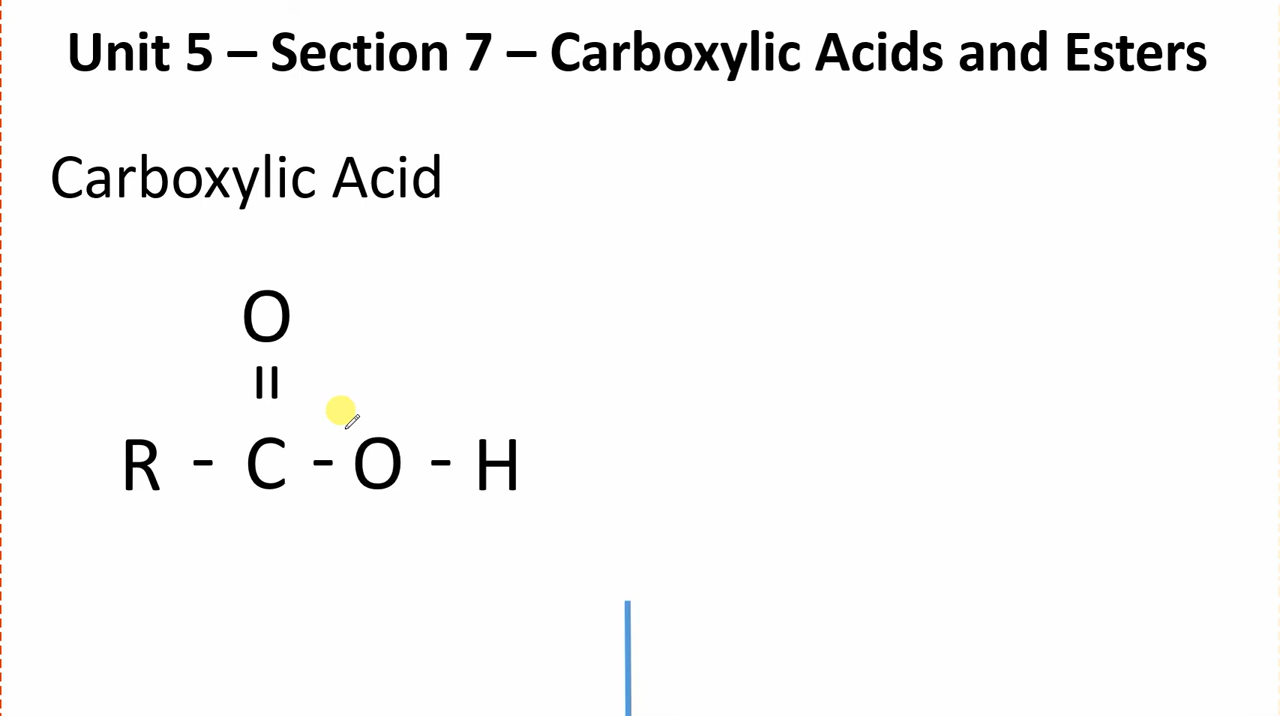 Unit 5 – Section 7 – Carboxylic Acids and Esters
Carboxylic Acid
O
=
R - C - O - H